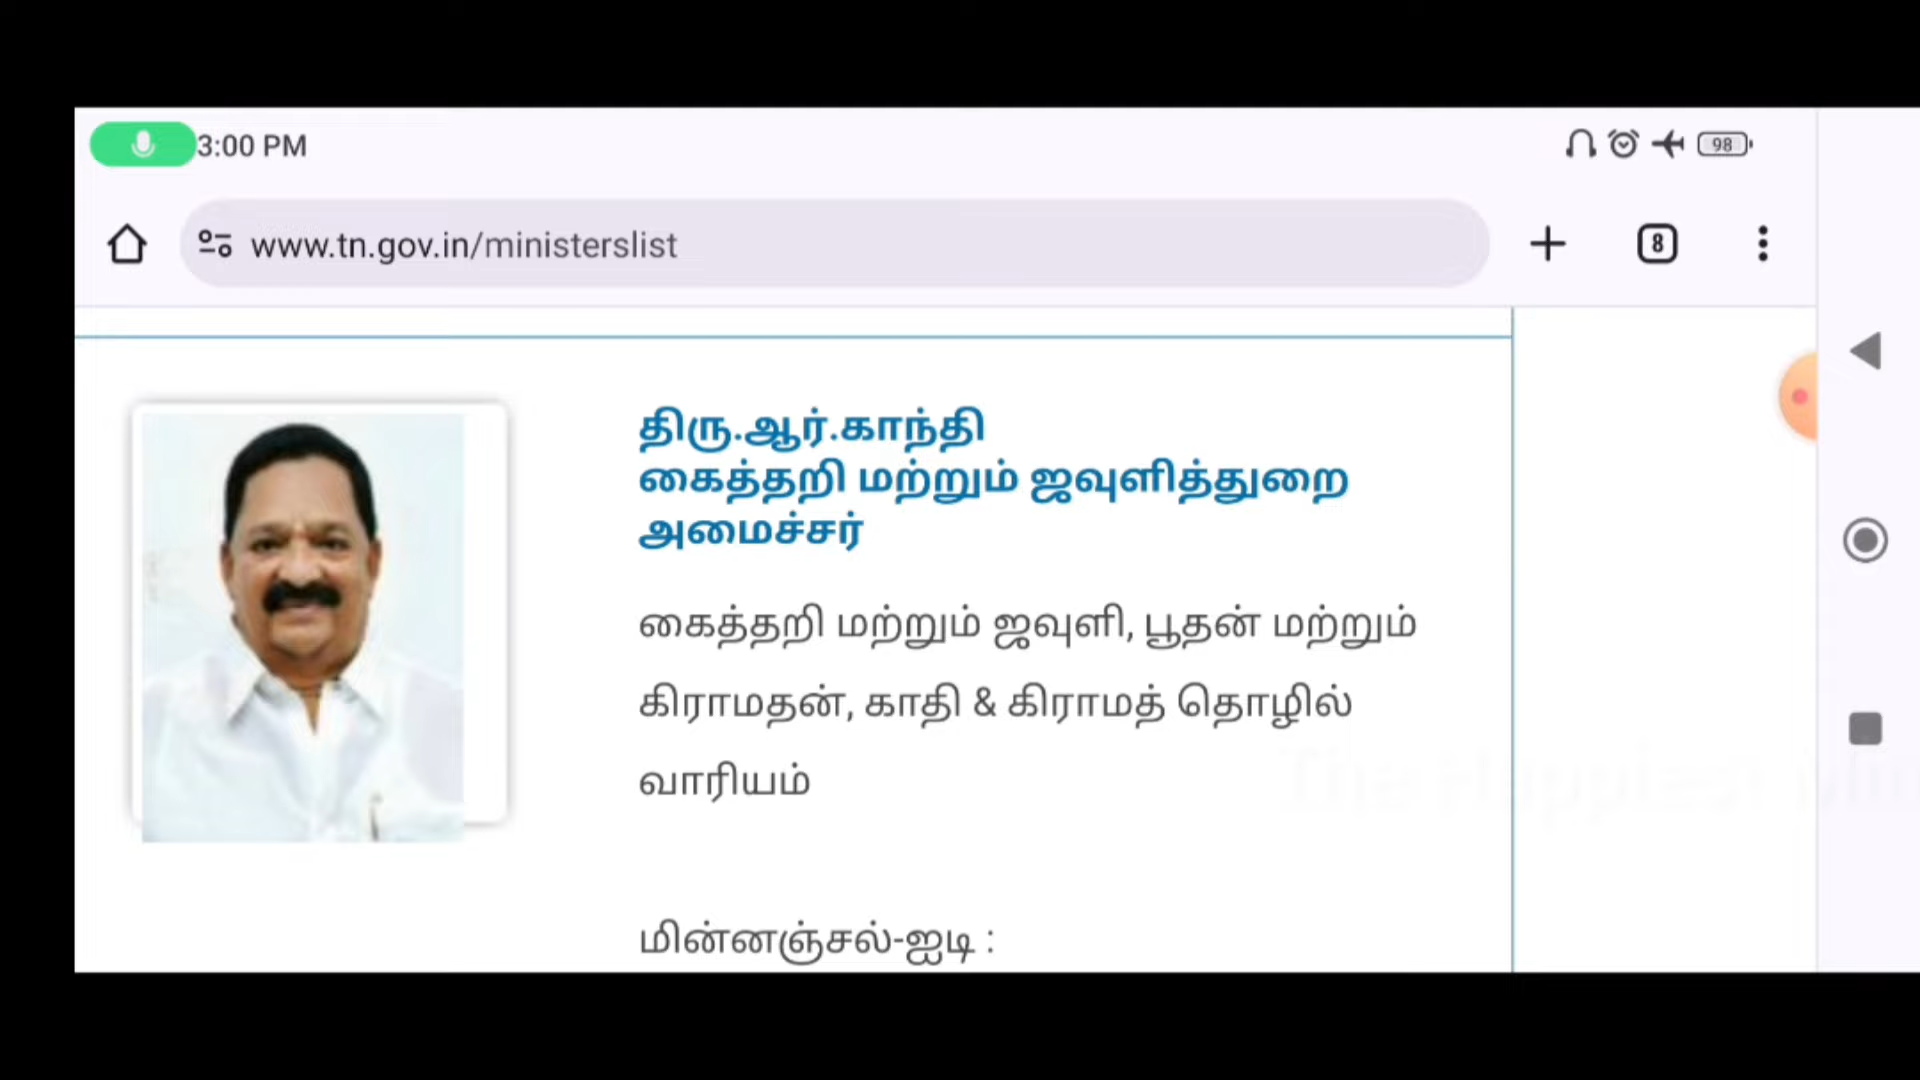 3:00 PM
98
www.tn.gov.in/ministerslist
8
திரு.ஆர்.காந்தி
கைத்தறி மற்றும் ஜவுளித்துறை
அமைச்சர்
கைத்தறி மற்றும் ஜவுளி, பூதன் மற்றும்
கிராமதன், காதி & கிராமத் தொழில்
வாரியம்
மின்னஞ்சல்-ஐடி :